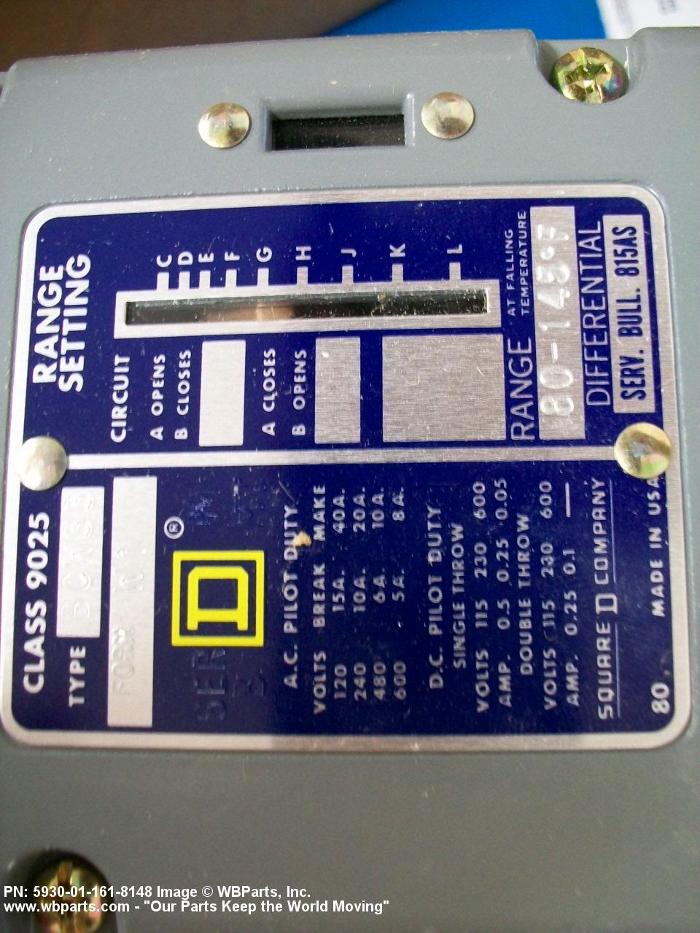 CLASS 9025
TYPE
FORM
®
D
SER
A.C. PILOT DUTY
VOLTS BREAK MAKE
120 15A. 40A.
240 10A. 20A.
480 6A. 10A.
600 5A. 8A.
D.C. PILOT DUTY
SINGLE THROW
VOLTS 115 230 600
AMP. 0.5 0.25 0.05
DOUBLE THROW
VOLTS 115 230 600
AMP. 0.25 0.1 —
SQUARE D COMPANY
80 MADE IN USA
RANGE
SETTING
CIRCUIT
A OPENS
B CLOSES
A CLOSES
B OPENS
C
D
E
F
G
H
J
K
L
RANGE AT FALLING
TEMPERATURE
80-145°F
DIFFERENTIAL
SERV. BULL. 815AS
PN: 5930-01-161-8148 Image © WBParts, Inc.
www.wbparts.com - "Our Parts Keep the World Moving"